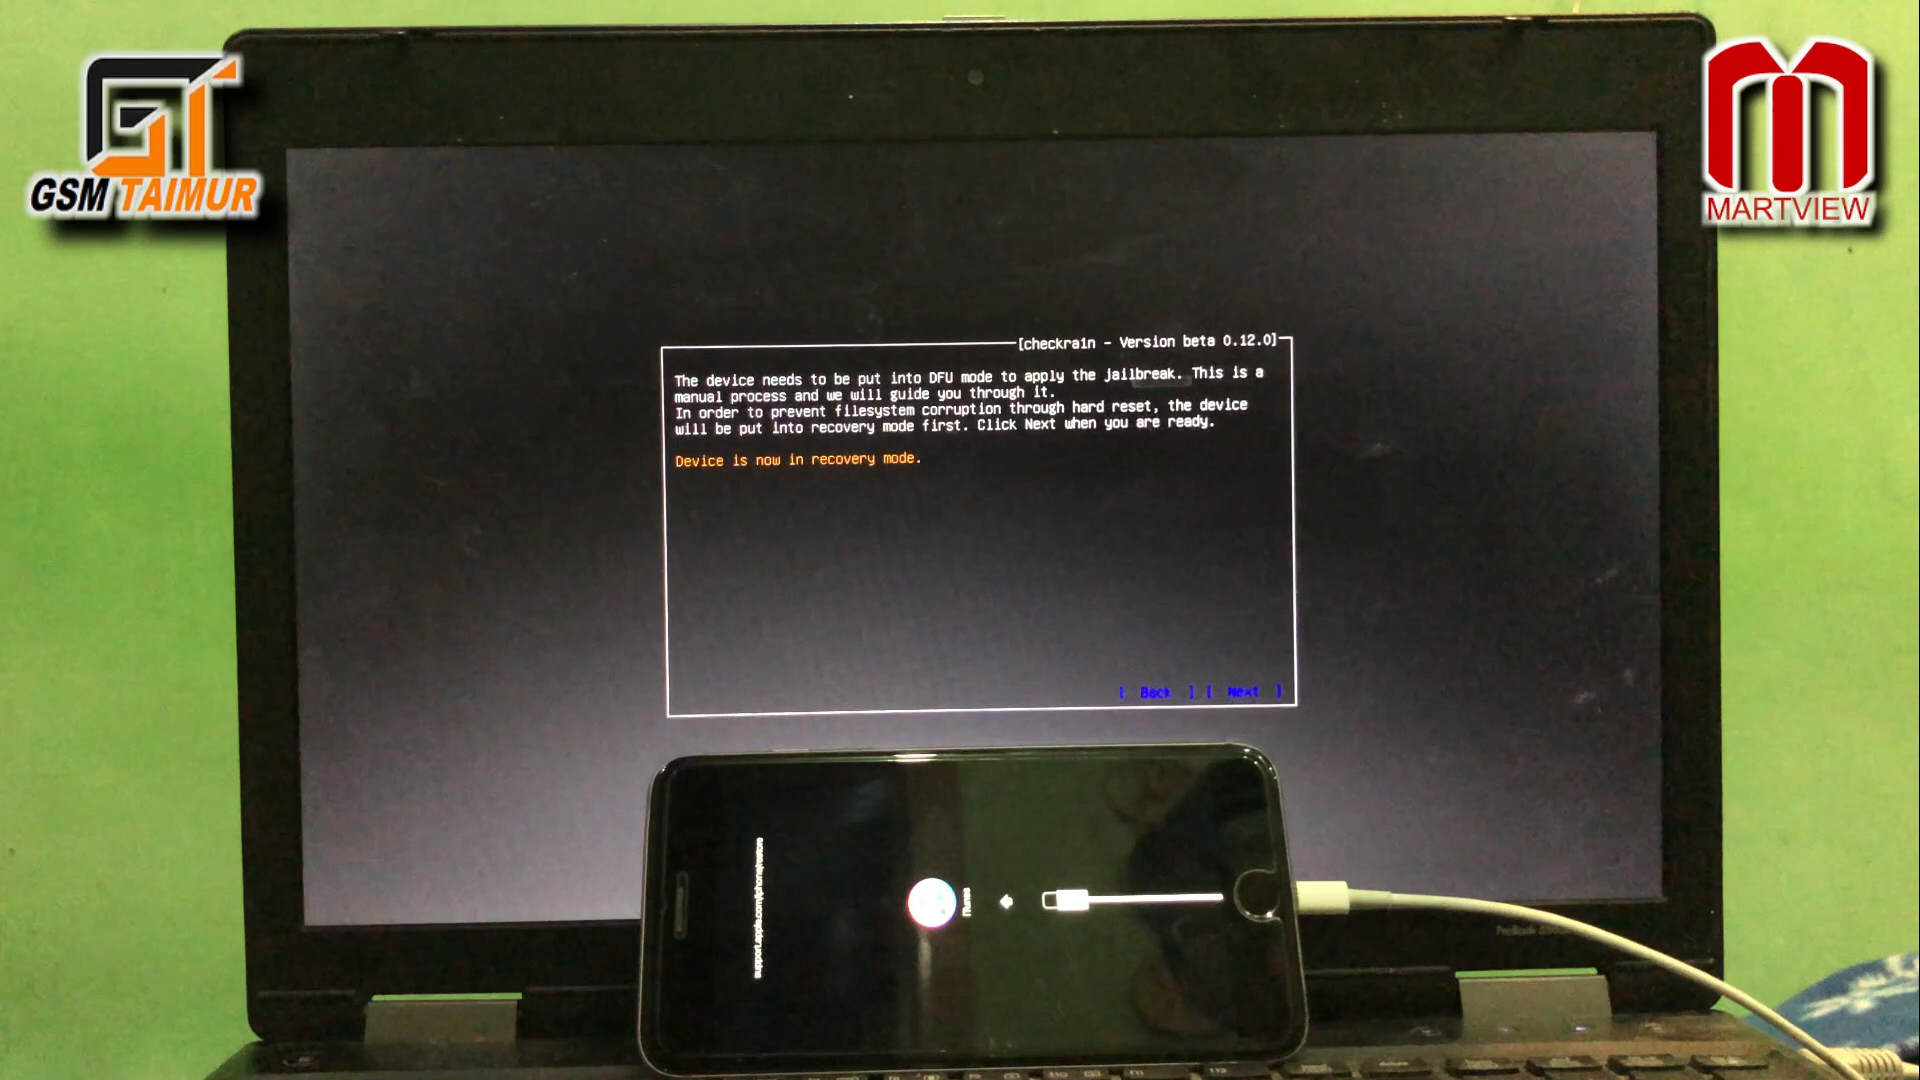 GSM TAIMUR
MARTVIEW
[checkra1n - Version beta 0.12.0]
The device needs to be put into DFU mode to apply the jailbreak. This is a
manual process and we will guide you through it.
In order to prevent filesystem corruption through hard reset, the device
will be put into recovery mode first. Click Next when you are ready.
Device is now in recovery mode.
[ Back ] [ Next ]
support.apple.com/iphone/restore
iTunes
ProBook